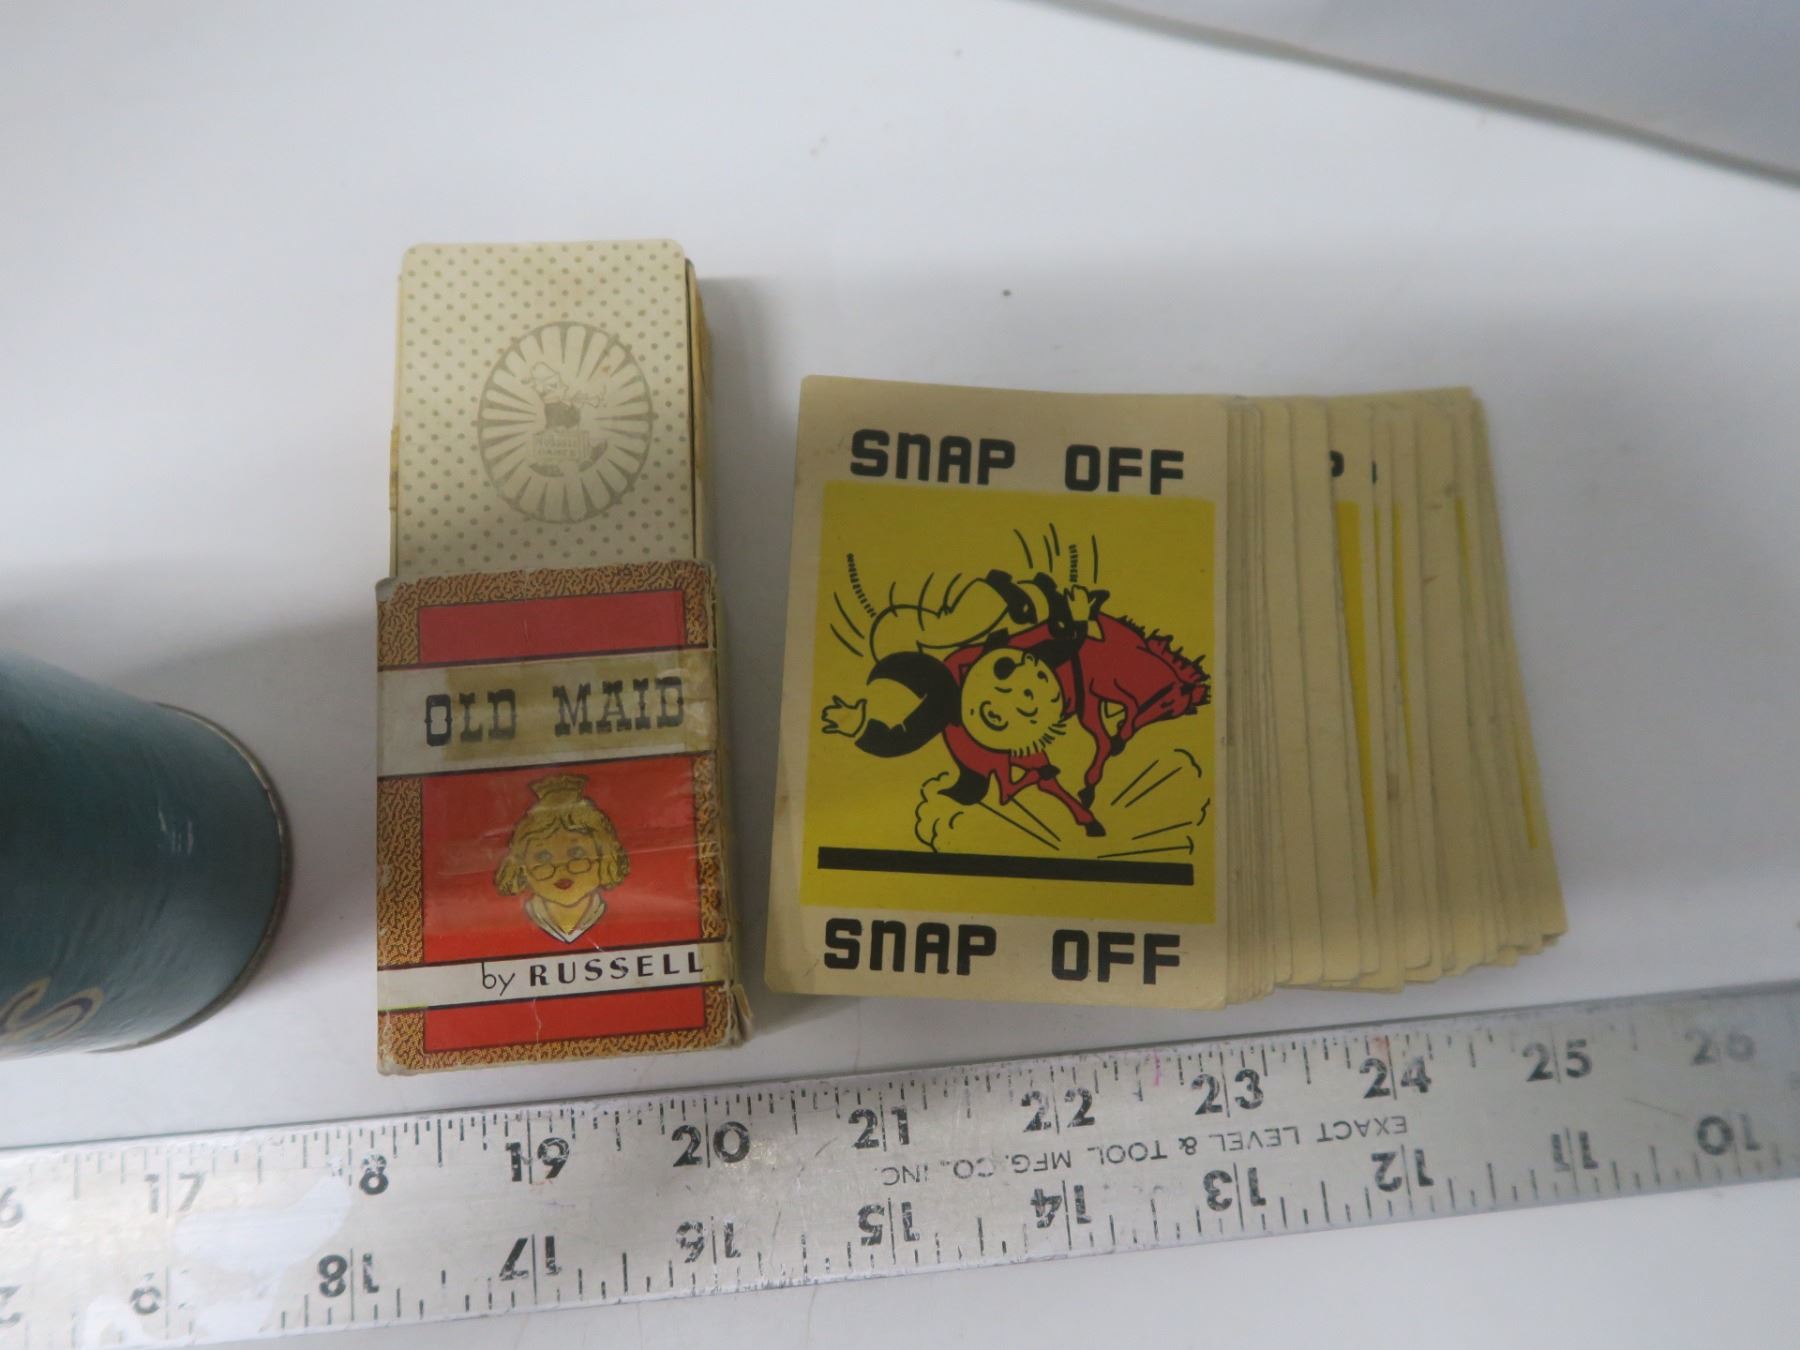 SNAP OFF
OLD MAID
by RUSSELL
SNAP OFF
S
17 18 19 20 21 22 23 24 25 26
EXACT LEVEL & TOOL MFG. CO., INC.
18 17 16 15 14 13 12 11 10